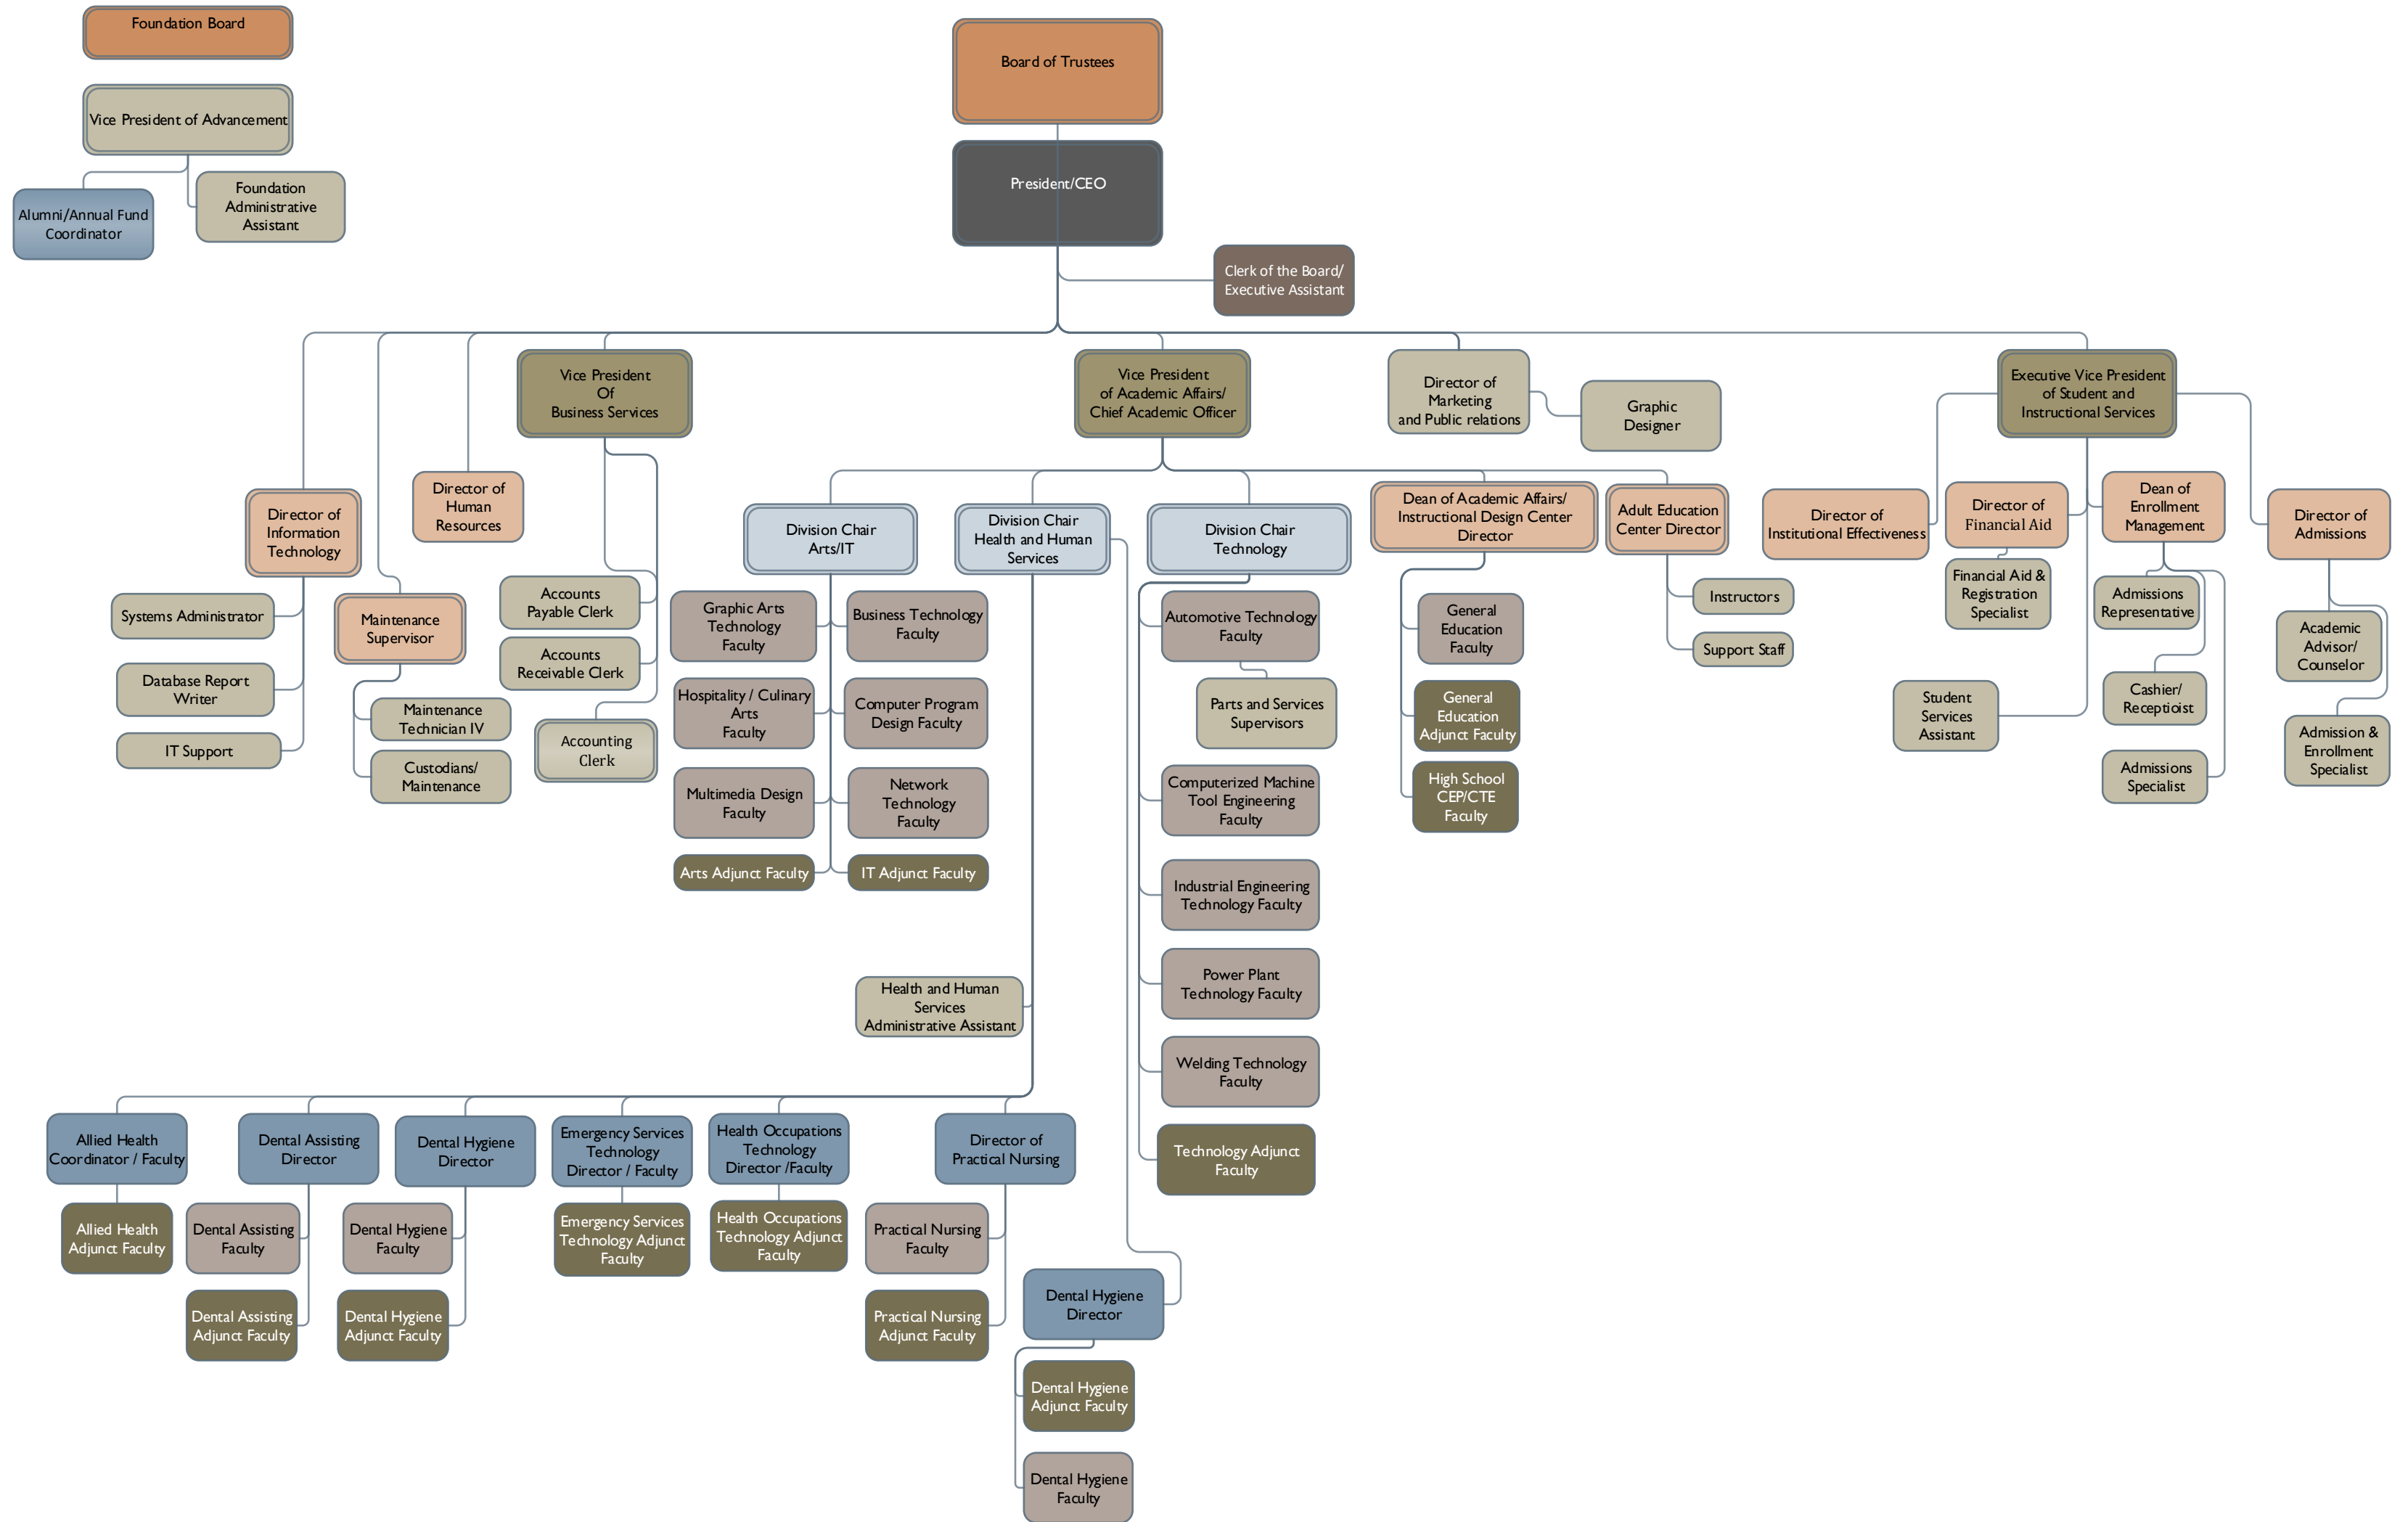 Foundation Board
Vice President of Advancement
Alumni/Annual Fund
Coordinator
Foundation
Administrative
Assistant
Board of Trustees
President/CEO
Clerk of the Board/
Executive Assistant
Director of
Information
Technology
Systems Administrator
Database Report
Writer
IT Support
Maintenance
Supervisor
Maintenance
Technician IV
Custodians/
Maintenance
Director of
Human
Resources
Vice President
Of
Business Services
Accounts
Payable Clerk
Accounts
Receivable Clerk
Accounting
Clerk
Vice President
of Academic Affairs/
Chief Academic Officer
Division Chair
Arts/IT
Graphic Arts
Technology
Faculty
Business Technology
Faculty
Hospitality / Culinary
Arts
Faculty
Computer Program
Design Faculty
Multimedia Design
Faculty
Network
Technology
Faculty
Arts Adjunct Faculty
IT Adjunct Faculty
Division Chair
Health and Human
Services
Health and Human
Services
Administrative Assistant
Allied Health
Coordinator / Faculty
Allied Health
Adjunct Faculty
Dental Assisting
Director
Dental Assisting
Faculty
Dental Assisting
Adjunct Faculty
Dental Hygiene
Director
Dental Hygiene
Faculty
Dental Hygiene
Adjunct Faculty
Emergency Services
Technology
Director / Faculty
Emergency Services
Technology Adjunct
Faculty
Health Occupations
Technology
Director /Faculty
Health Occupations
Technology Adjunct
Faculty
Director of
Practical Nursing
Practical Nursing
Faculty
Practical Nursing
Adjunct Faculty
Dental Hygiene
Director
Dental Hygiene
Adjunct Faculty
Dental Hygiene
Faculty
Division Chair
Technology
Automotive Technology
Faculty
Parts and Services
Supervisors
Computerized Machine
Tool Engineering
Faculty
Industrial Engineering
Technology Faculty
Power Plant
Technology Faculty
Welding Technology
Faculty
Technology Adjunct
Faculty
Dean of Academic Affairs/
Instructional Design Center
Director
General
Education
Faculty
General
Education
Adjunct Faculty
High School
CEP/CTE
Faculty
Adult Education
Center Director
Instructors
Support Staff
Director of
Marketing
and Public relations
Graphic
Designer
Executive Vice President
of Student and
Instructional Services
Director of
Institutional Effectiveness
Director of
Financial Aid
Financial Aid &
Registration
Specialist
Student
Services
Assistant
Dean of
Enrollment
Management
Admissions
Representative
Cashier/
Receptioist
Admissions
Specialist
Director of
Admissions
Academic
Advisor/
Counselor
Admission &
Enrollment
Specialist